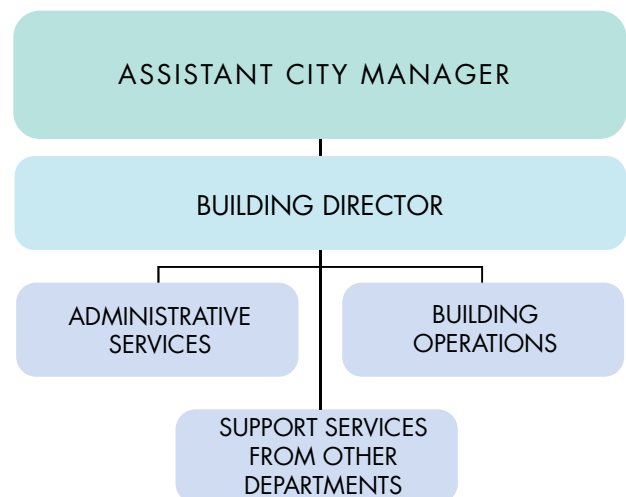 ASSISTANT CITY MANAGER
BUILDING DIRECTOR
ADMINISTRATIVE
SERVICES
BUILDING
OPERATIONS
SUPPORT SERVICES
FROM OTHER
DEPARTMENTS